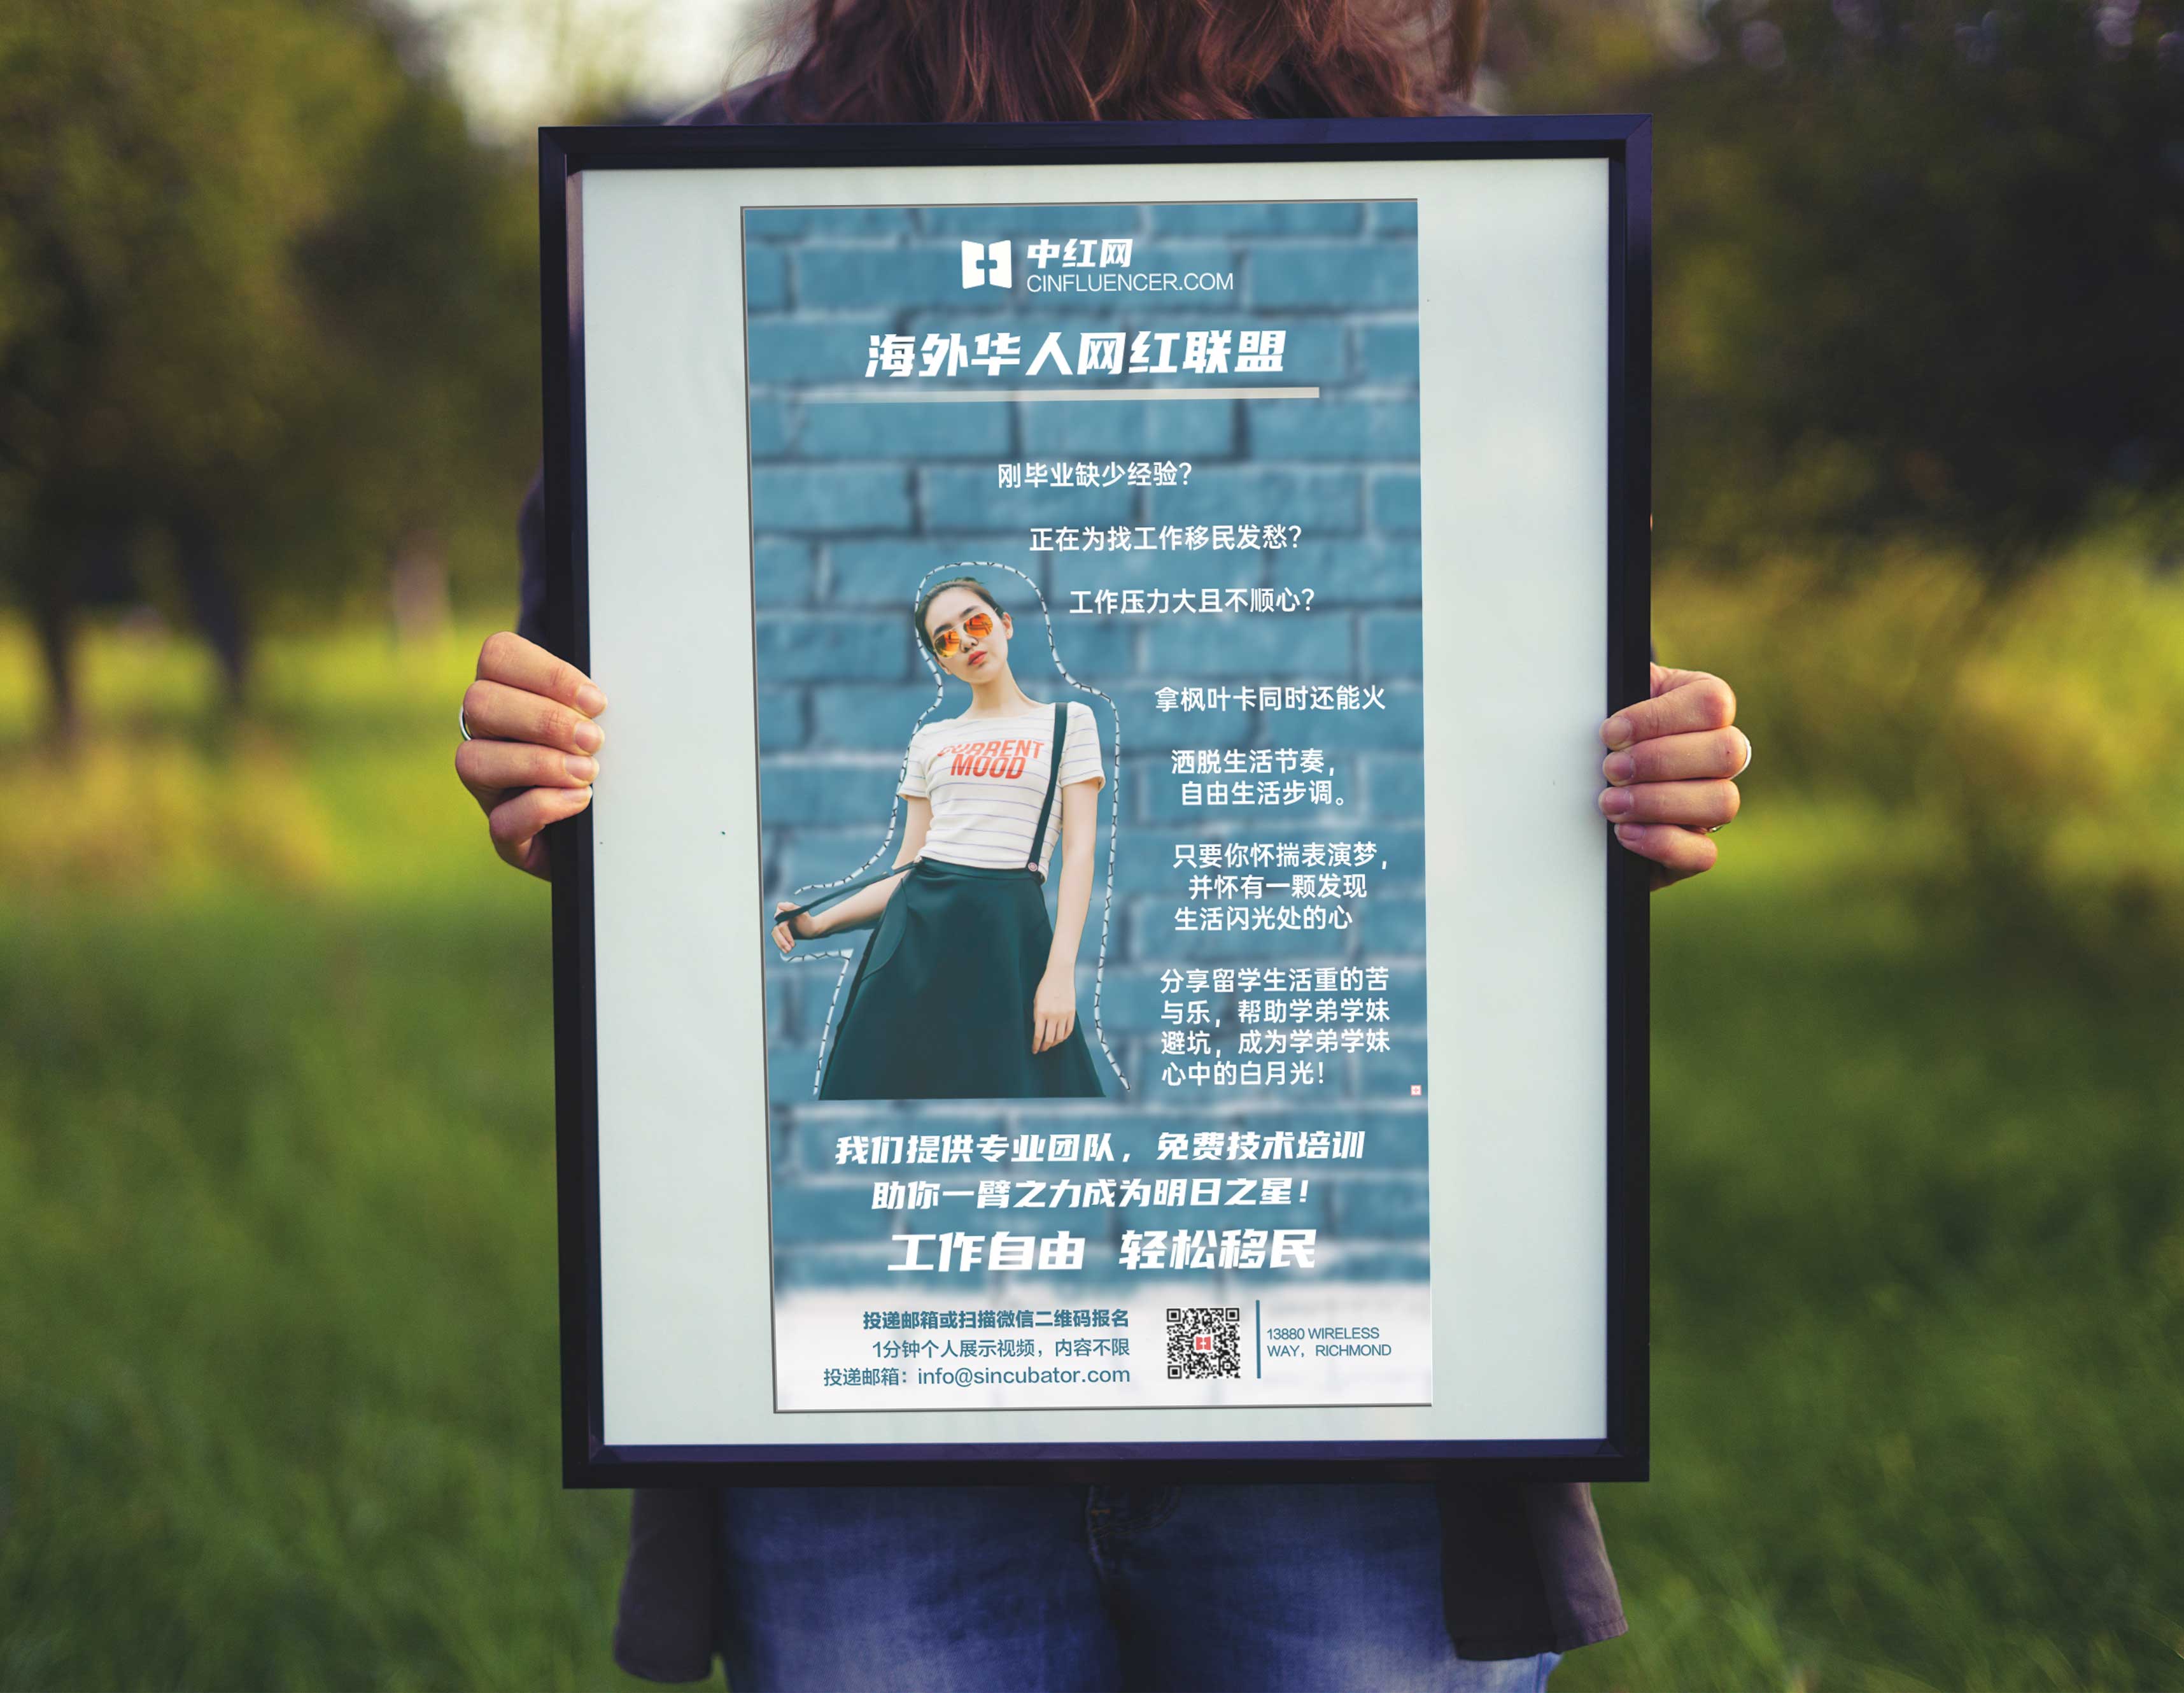 中红网
CINFLUENCER.COM
海外华人网红联盟
刚毕业缺少经验?
正在为找工作移民发愁?
工作压力大且不顺心?
CURRENT
MOOD
拿枫叶卡同时还能火
洒脱生活节奏，
自由生活步调。
只要你怀揣表演梦，
并怀有一颗发现
生活闪光处的心
分享留学生活重的苦
与乐，帮助学弟学妹
避坑，成为学弟学妹
心中的白月光！
我们提供专业团队，免费技术培训
助你一臂之力成为明日之星！
工作自由 轻松移民
投递邮箱或扫描微信二维码报名
1分钟个人展示视频，内容不限
投递邮箱：info@sincubator.com
13880 WIRELESS
WAY，RICHMOND